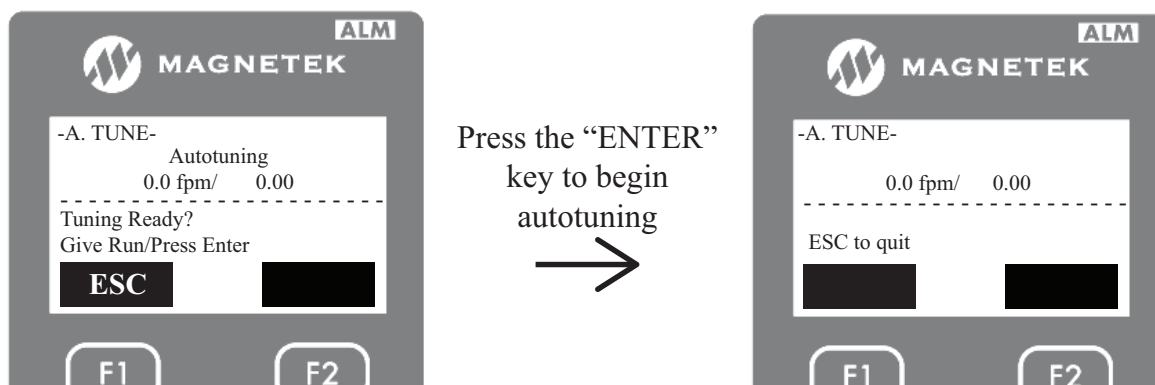 ALM
MAGNETEK
-A. TUNE-
Autotuning
0.0 fpm/ 0.00
Tuning Ready?
Give Run/Press Enter
ESC
F1 F2
Press the “ENTER”
key to begin
autotuning
ALM
MAGNETEK
-A. TUNE-
0.0 fpm/ 0.00
ESC to quit
F1 F2